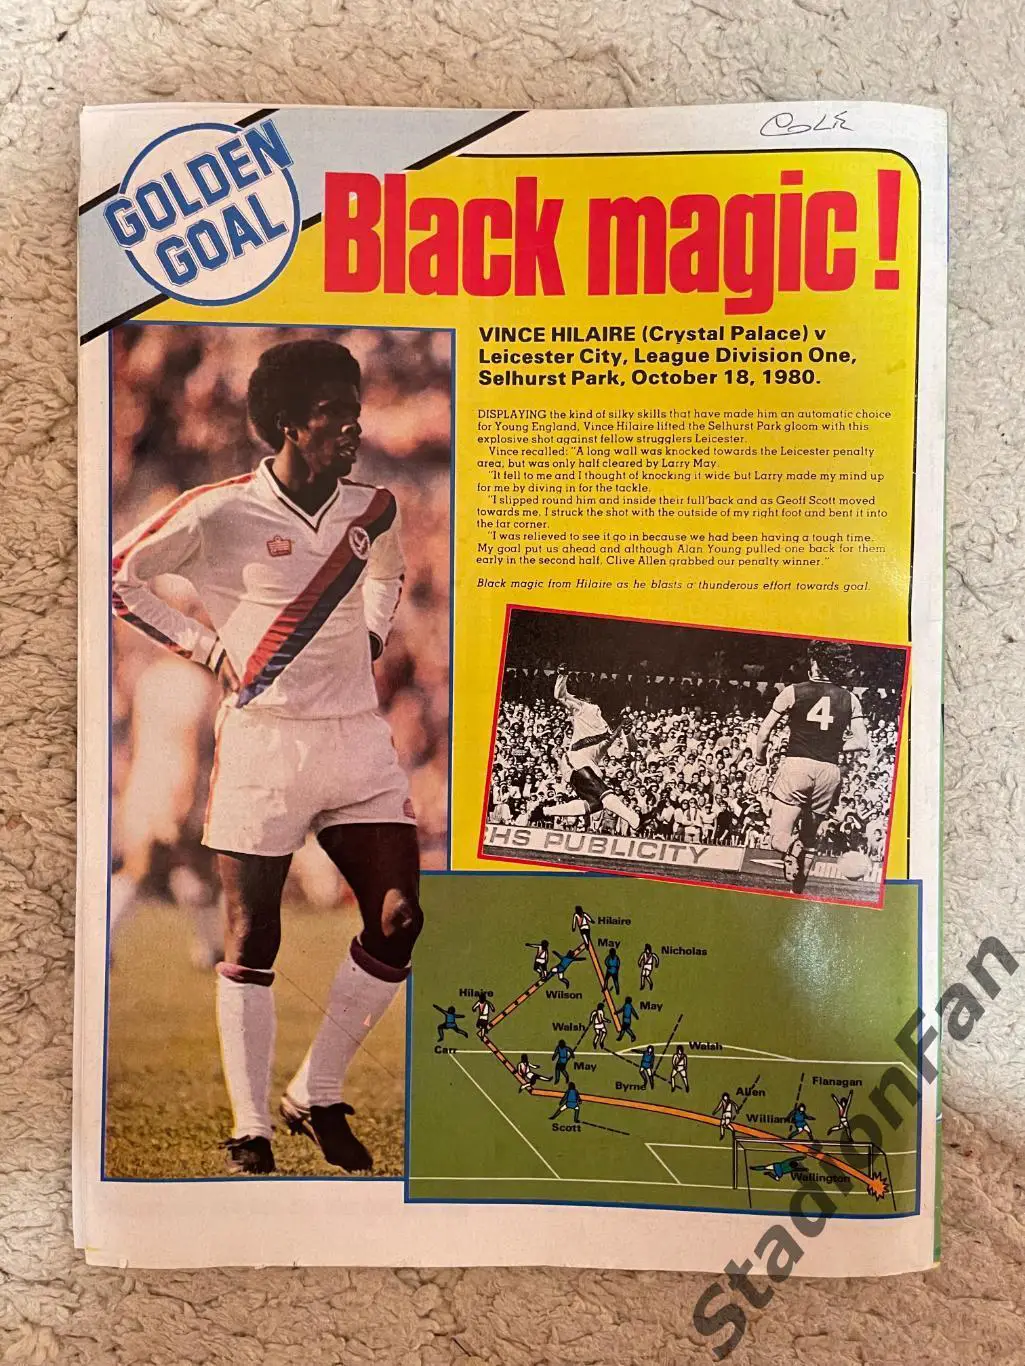 COLE
GOLDEN
GOAL
Black magic!
VINCE HILAIRE (Crystal Palace) v
Leicester City, League Division One,
Selhurst Park, October 18, 1980.
DISPLAYING the kind of silky skills that have made him an automatic choice
for Young England, Vince Hilaire lifted the Selhurst Park gloom with this
explosive shot against fellow strugglers Leicester.
Vince recalled: "A long wall was knocked towards the Leicester penalty
area, but was only half cleared by Larry May.
"It fell to me and I thought of knocking it wide but Larry made my mind up
for me by diving in for the tackle.
"I slipped round him and inside their full back and as Geoff Scott moved
towards me, I struck the shot with the outside of my right foot and bent it into
the far corner.
"I was relieved to see it go in because we had been having a tough time.
My goal put us ahead and although Alan Young pulled one back for them
early in the second half, Clive Allen grabbed our penalty winner."
Black magic from Hilaire as he blasts a thunderous effort towards goal.
4
HS PUBLICITY
Hilaire
May
Nicholas
Wilson
Hilaire
May
Walsh
Carr
Walsh
May
Byrne
Flanagan
Allen
Williams
Scott
Wallington
StadionFan